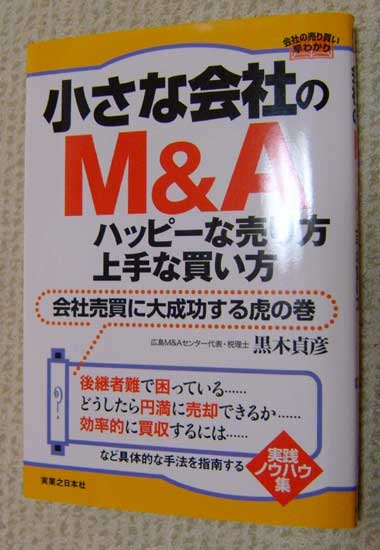 会社の売り買い
早わかり
小さな会社の
M&A
ハッピーな売り方
上手な買い方
会社売買に大成功する虎の巻
広島M&Aセンター代表・税理士 黒木貞彦
後継者難で困っている……
どうしたら円満に売却できるか……
効率的に買収するには……
など具体的な手法を指南する
実践
ノウハウ
集
実業之日本社